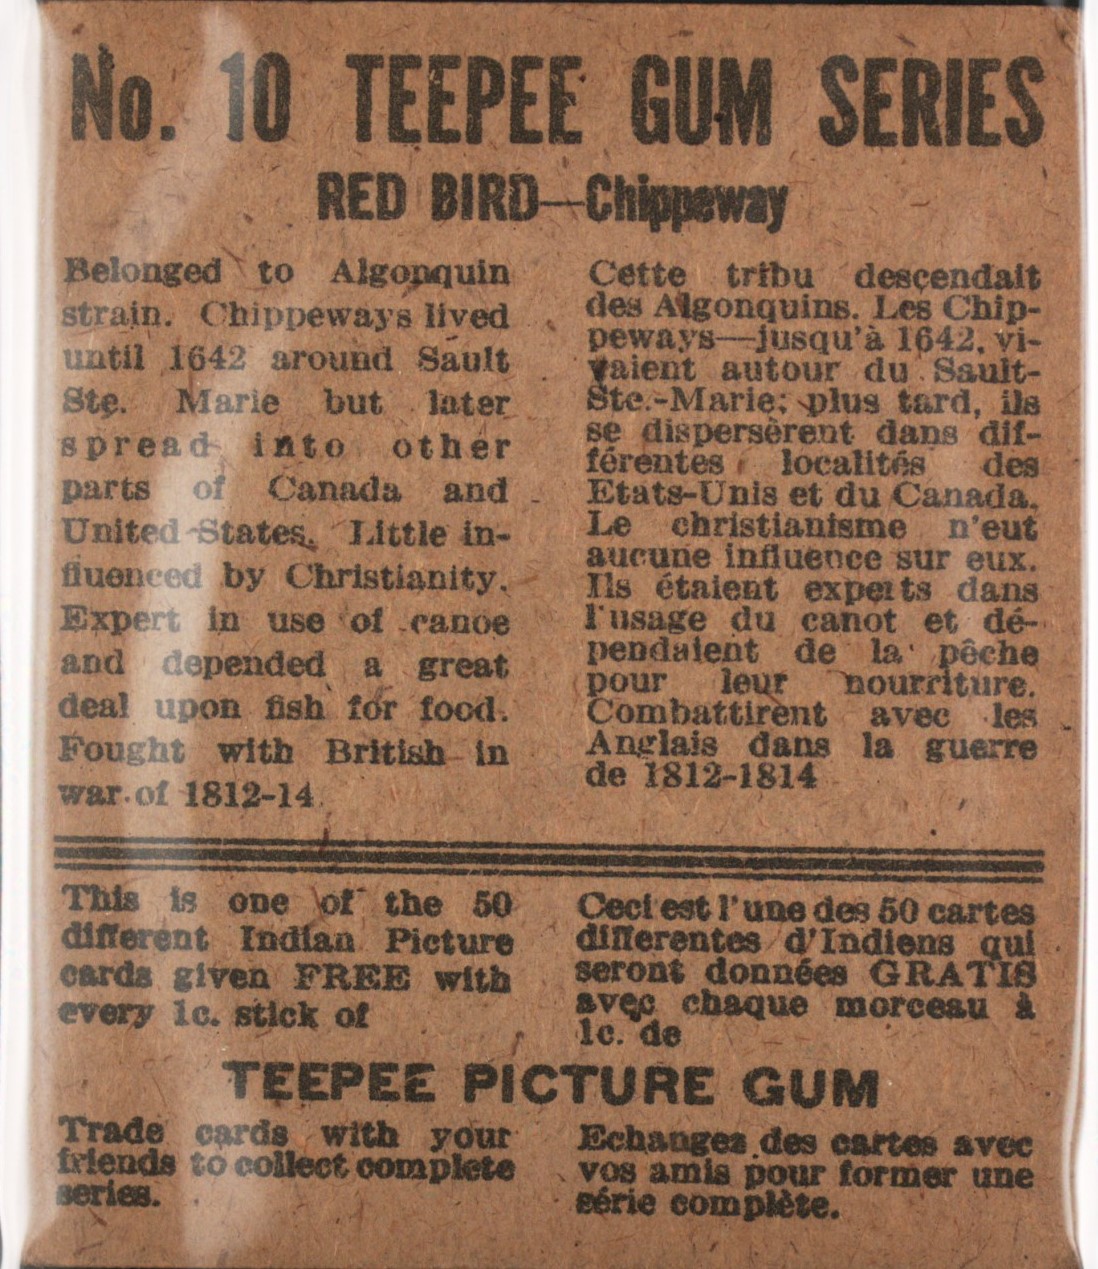 No. 10 TEEPEE GUM SERIES
RED BIRD—Chippeway
Belonged to Algonquin
strain. Chippeways lived
until 1642 around Sault
Ste. Marie but later
spread into other
parts of Canada and
United States. Little in-
fluenced by Christianity.
Expert in use of canoe
and depended a great
deal upon fish for food.
Fought with British in
war of 1812-14
Cette tribu descendait
des Algonquins. Les Chip-
peways—jusqu'à 1642, vi-
vaient autour du Sault-
Ste.-Marie; plus tard, ils
se dispersèrent dans dif-
férentes localités des
Etats-Unis et du Canada.
Le christianisme n'eut
aucune influence sur eux.
Ils étaient experts dans
l'usage du canot et dé-
pendaient de la pêche
pour leur nourriture.
Combattirent avec les
Anglais dans la guerre
de 1812-1814
This is one of the 50
different Indian Picture
cards given FREE with
every 1c. stick of
Ceci est l'une des 50 cartes
differentes d'Indiens qui
seront données GRATIS
avec chaque morceau à
1c. de
TEEPEE PICTURE GUM
Trade cards with your
friends to collect complete
series.
Echangez des cartes avec
vos amis pour former une
série complète.